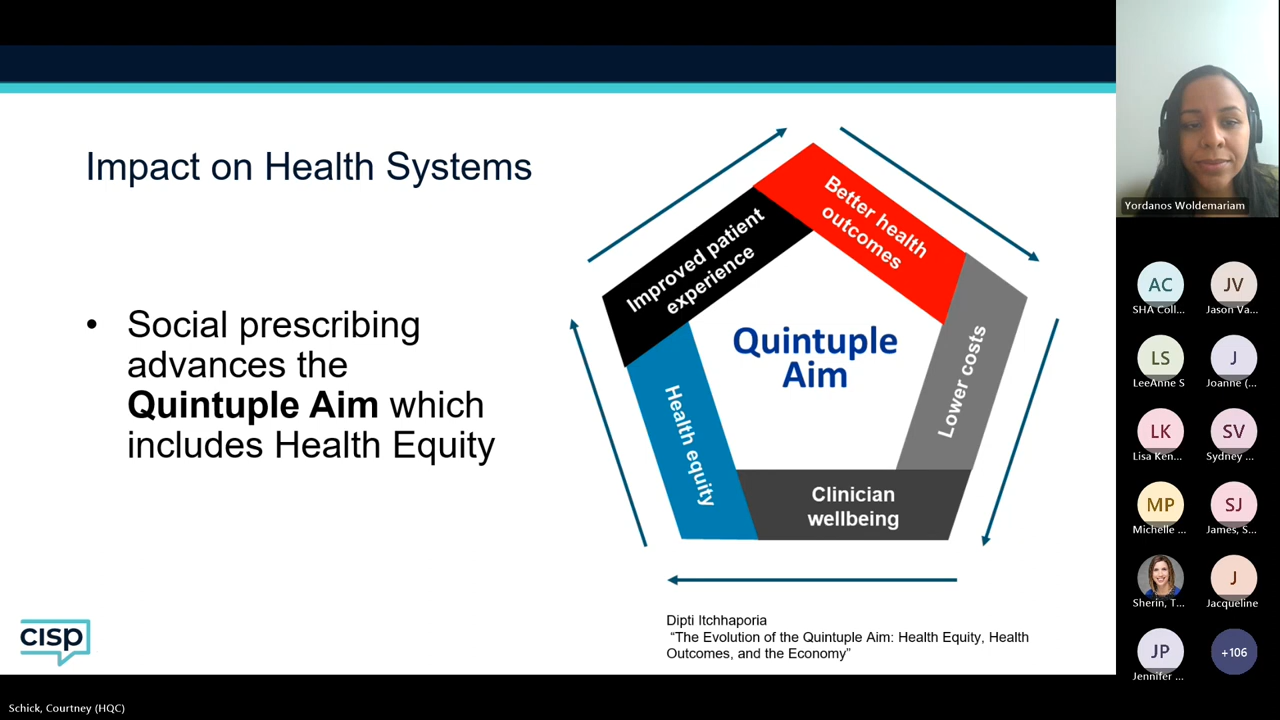 Impact on Health Systems
• Social prescribing
advances the
Quintuple Aim which
includes Health Equity
Improved patient
experience
Better health
outcomes
Lower costs
Clinician
wellbeing
Health equity
Quintuple
Aim
Dipti Itchhaporia
“The Evolution of the Quintuple Aim: Health Equity, Health
Outcomes, and the Economy”
cisp
Yordanos Woldemariam
AC
SHA Coll...
JV
Jason Va...
LS
LeeAnne S
J
Joanne (...
LK
Lisa Ken...
SV
Sydney ...
MP
Michelle ...
SJ
James, S...
Sherin, T...
J
Jacqueline
JP
Jennifer ...
+106
Schick, Courtney (HQC)